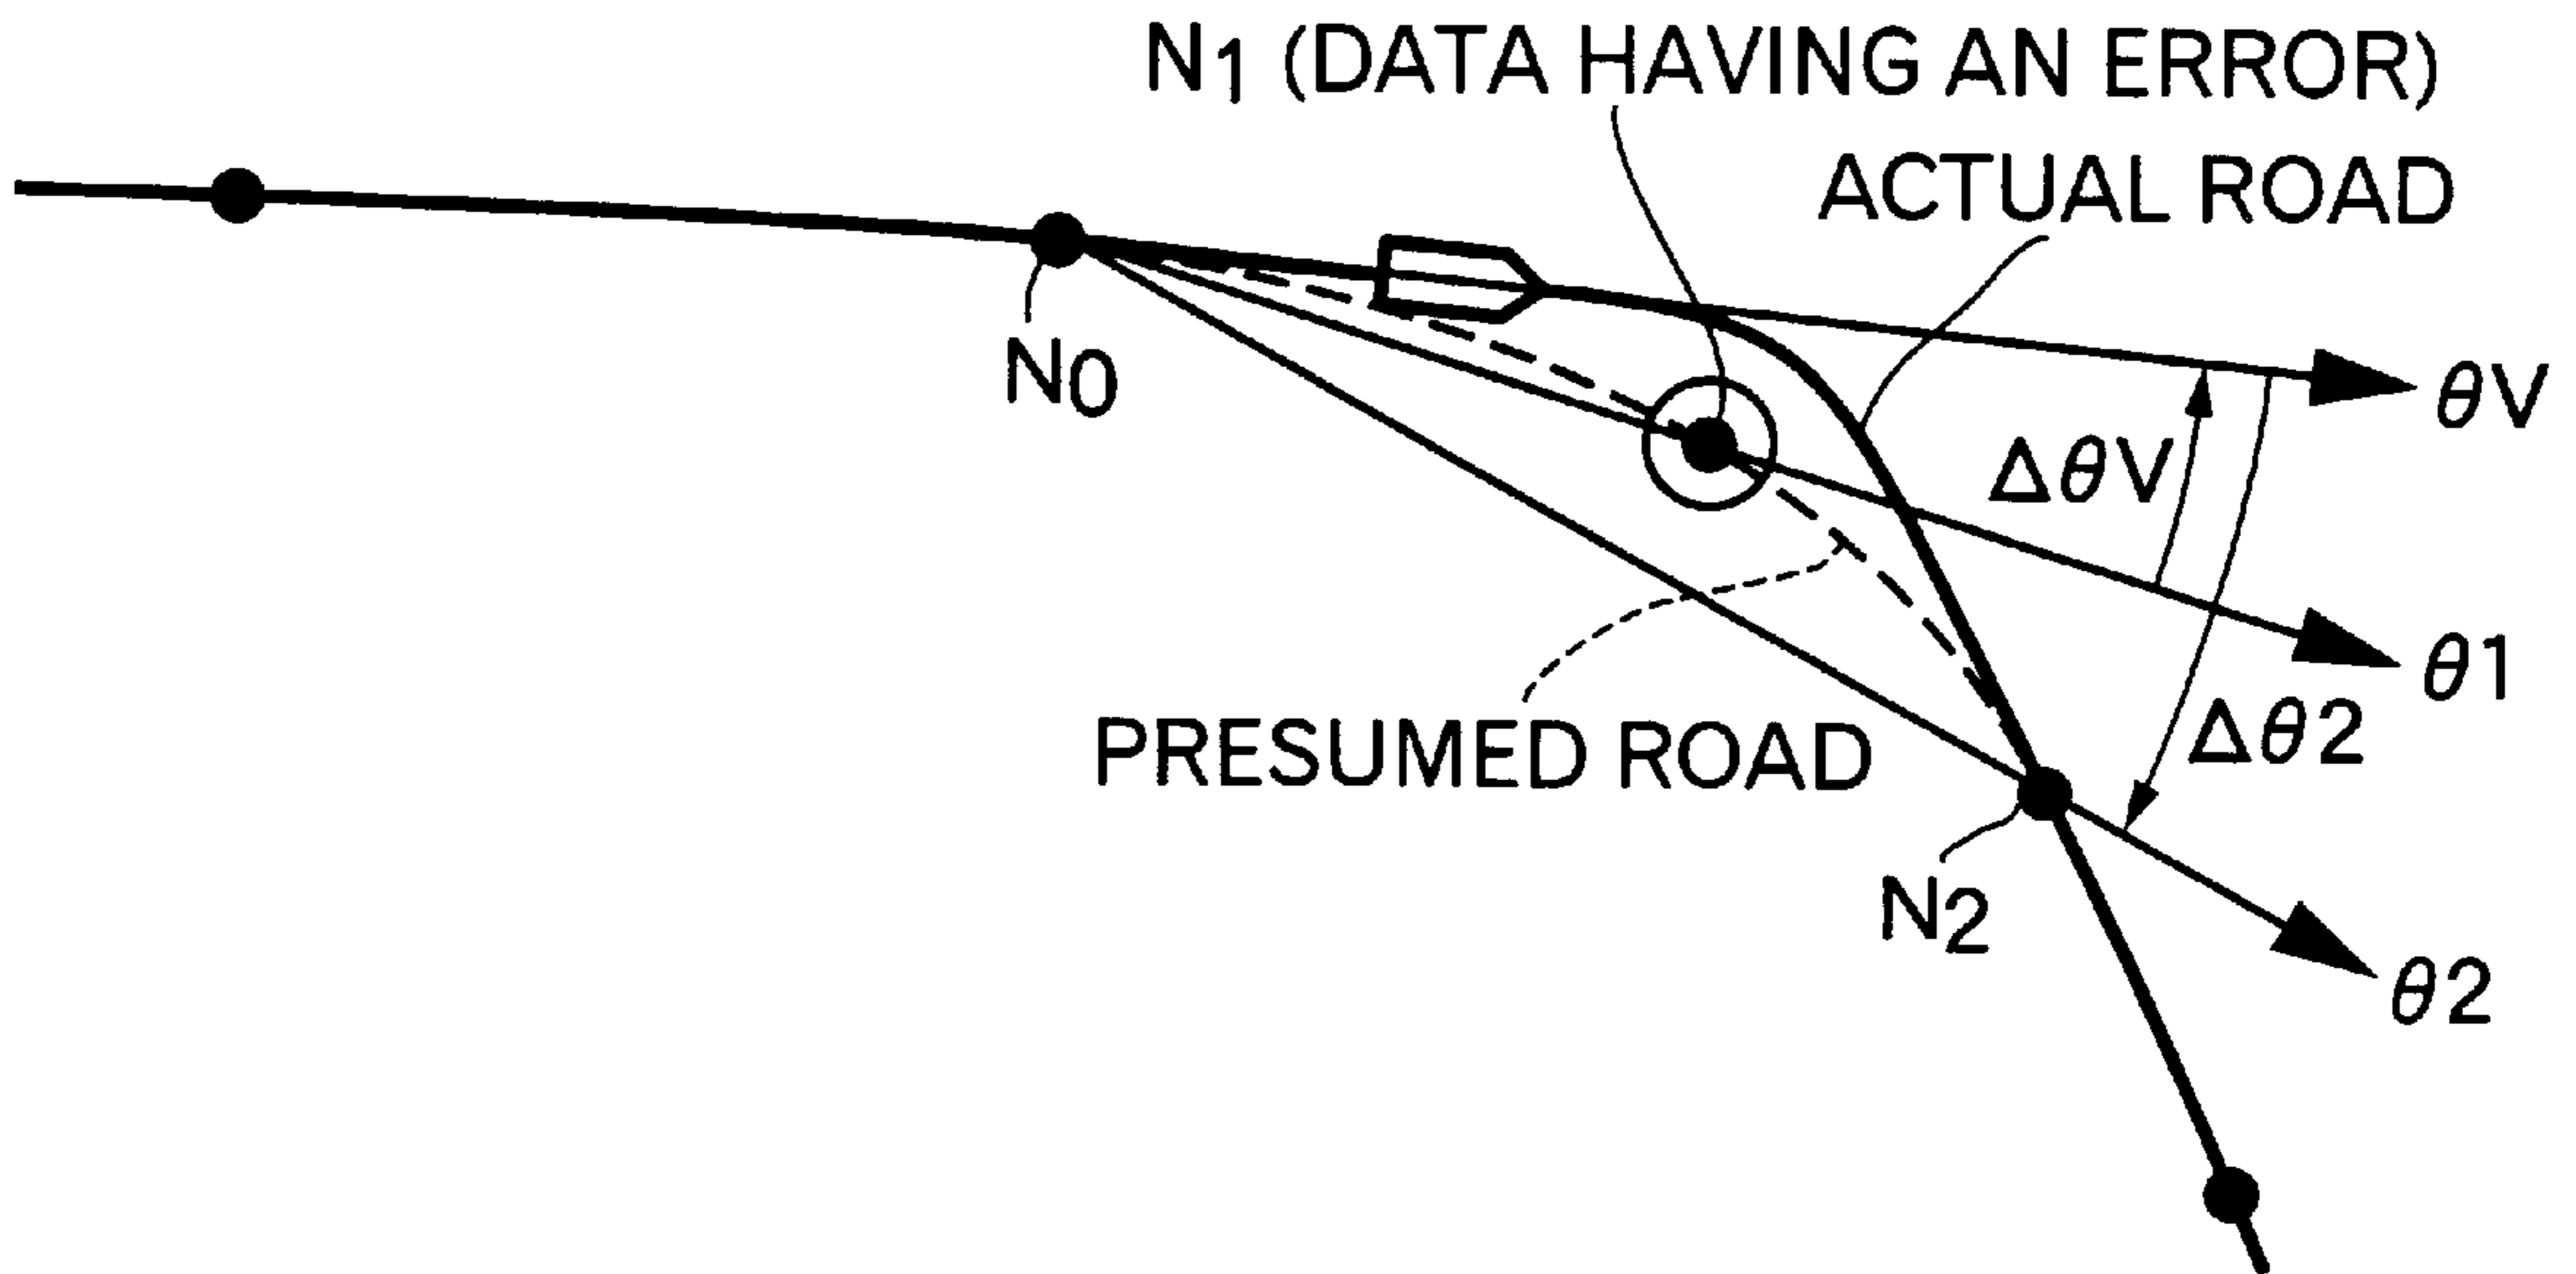 N1 (DATA HAVING AN ERROR)
ACTUAL ROAD
N0
θV
ΔθV
θ1
Δθ2
PRESUMED ROAD
N2
θ2